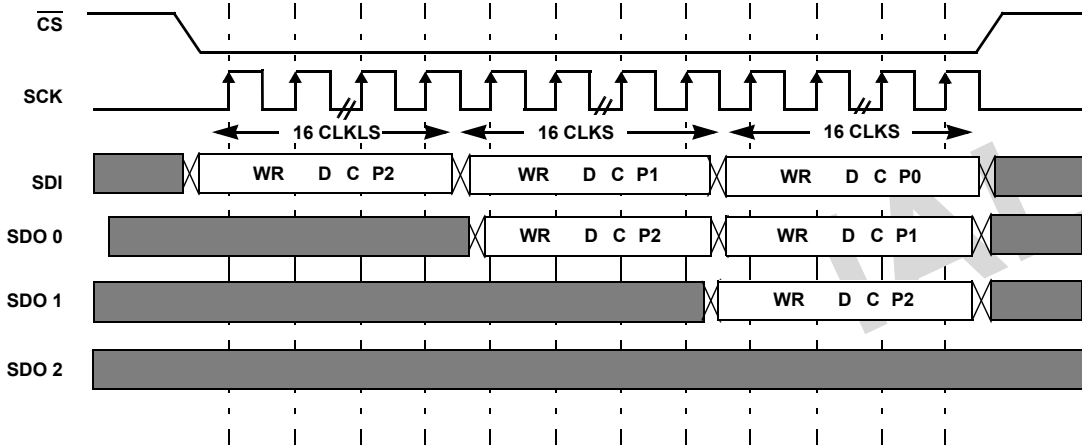 CS
SCK
16 CLKLS 16 CLKS 16 CLKS
SDI WR D C P2 WR D C P1 WR D C P0
SDO 0 WR D C P2 WR D C P1
SDO 1 WR D C P2
SDO 2